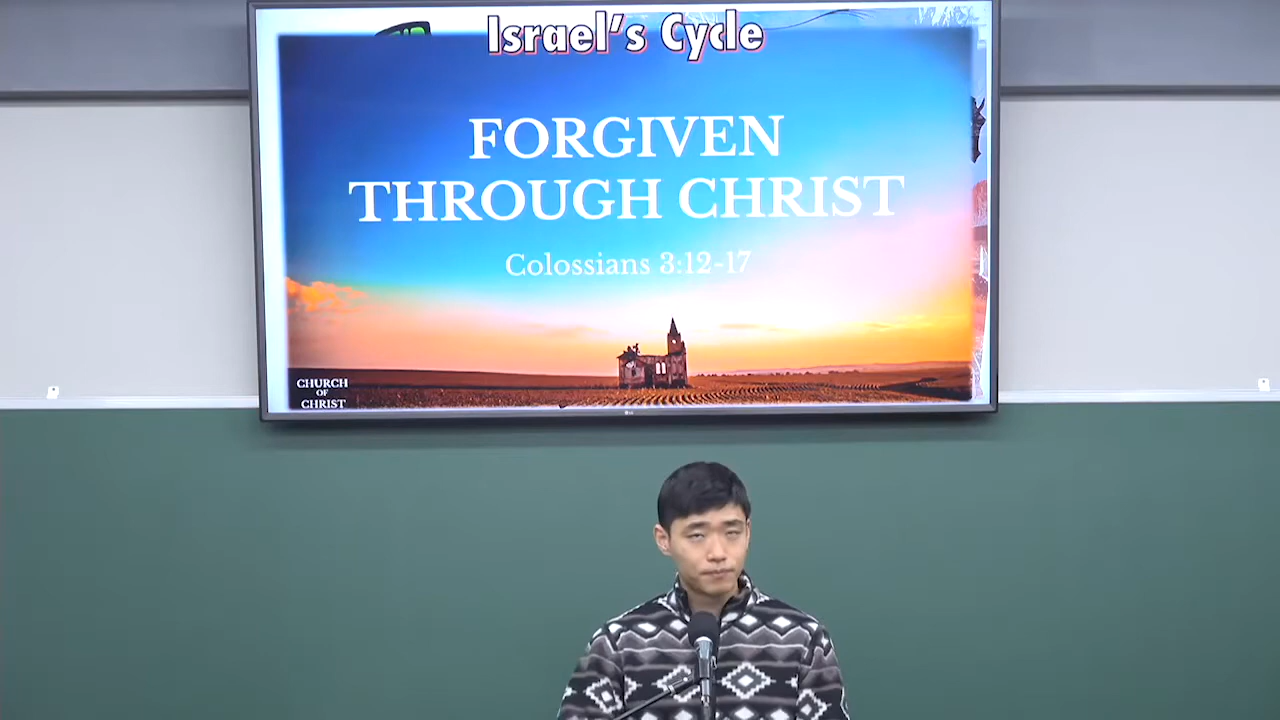 Israel's Cycle
FORGIVEN
THROUGH CHRIST
Colossians 3:12-17
CHURCH
OF
CHRIST